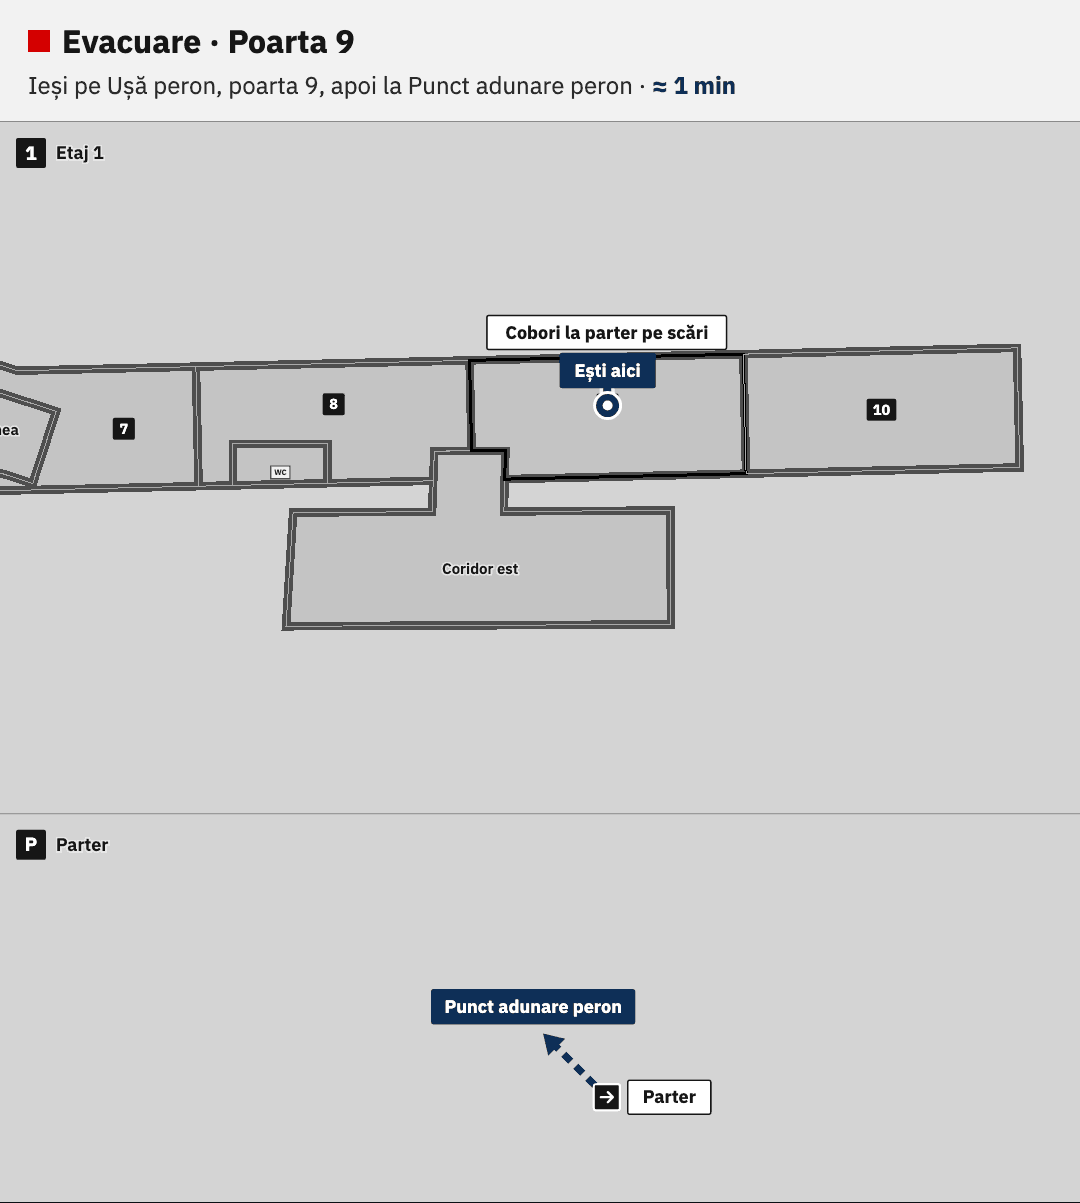 Evacuare · Poarta 9
Ieși pe Ușă peron, poarta 9, apoi la Punct adunare peron · ≈ 1 min
1 Etaj 1
Cobori la parter pe scări
Ești aici
8
10
7
WC
Coridor est
P Parter
Punct adunare peron
Parter